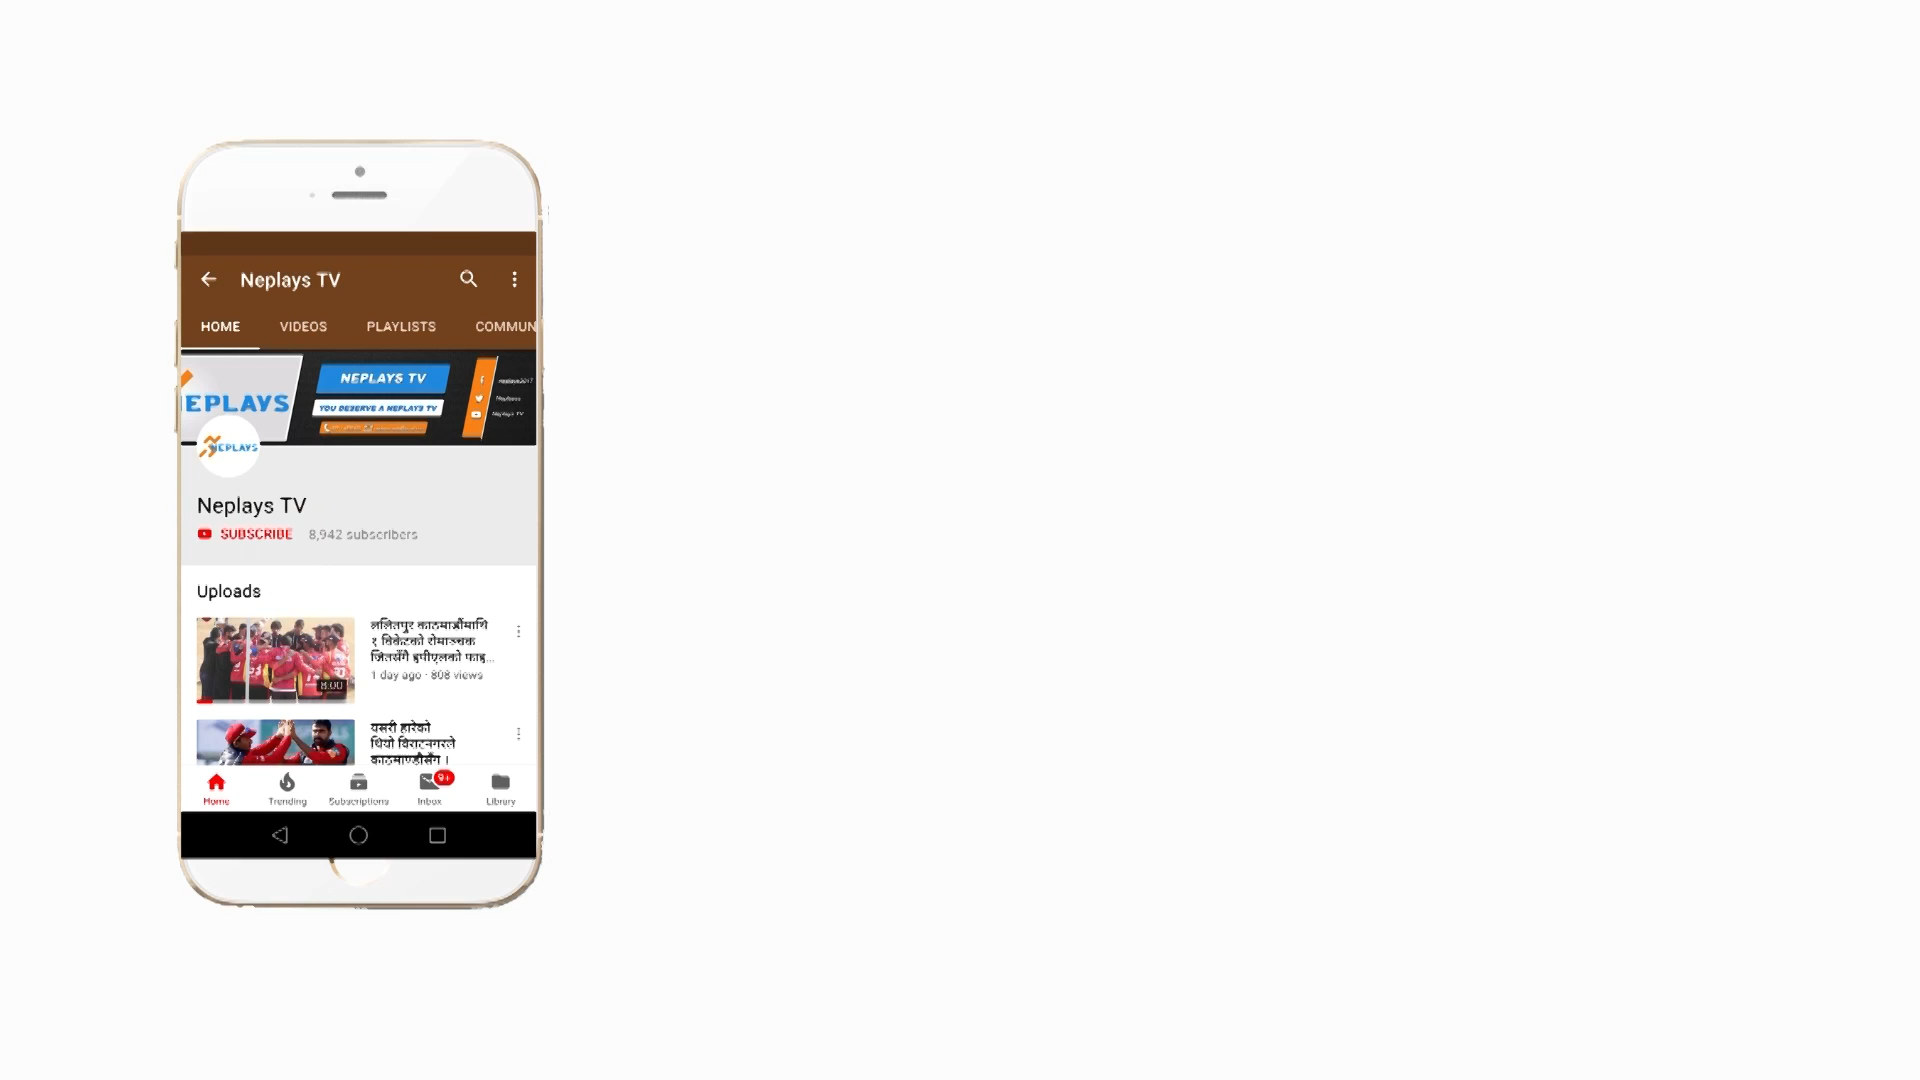 Neplays TV
HOME VIDEOS PLAYLISTS COMMUN
EPLAYS
NEPLAYS TV
YOU DESERVE A NEPLAYS TV
Neplays TV
NEPLAYS
Neplays TV
SUBSCRIBE 8,942 subscribers
Uploads
ललितपुर काठमाडौंमाथि
१ विकेटको रोमाञ्चक
जितसँगै इपीएलको फाइ...
1 day ago · 808 views
8:00
यसरी हारेको
थियो विराटनगरले
काठमाण्डौसँग ।
9+
Home Trending Subscriptions Inbox Library